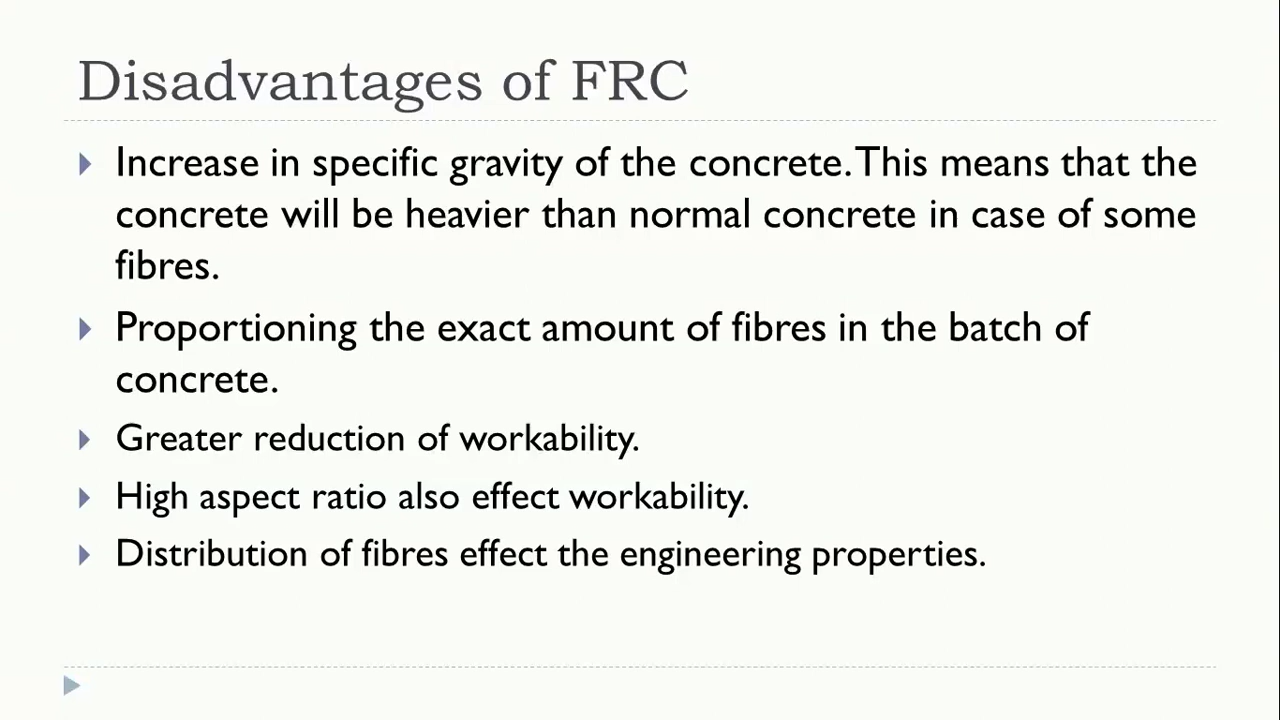 Disadvantages of FRC
Increase in specific gravity of the concrete. This means that the
concrete will be heavier than normal concrete in case of some
fibres.
Proportioning the exact amount of fibres in the batch of
concrete.
Greater reduction of workability.
High aspect ratio also effect workability.
Distribution of fibres effect the engineering properties.